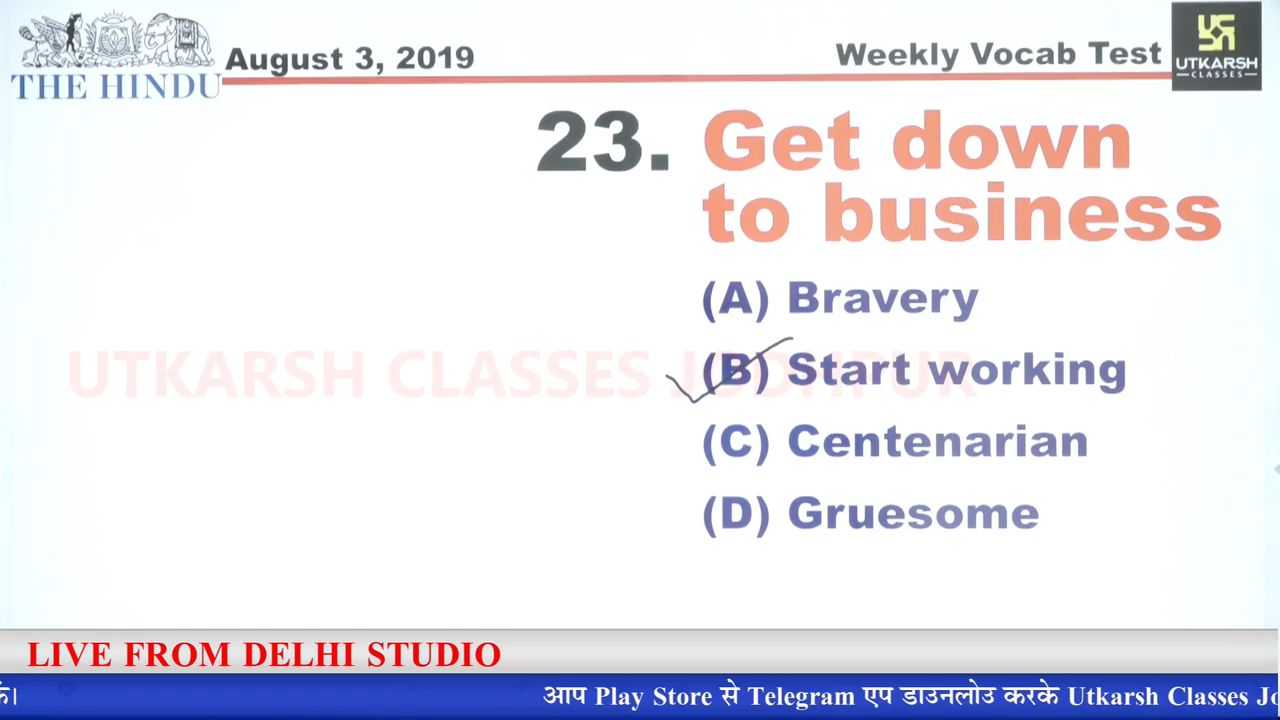 THE HINDU
August 3, 2019
Weekly Vocab Test
UTKARSH
CLASSES
23. Get down
to business
(A) Bravery
(B) Start working
(C) Centenarian
(D) Gruesome
UTKARSH CLASSES JODHPUR
LIVE FROM DELHI STUDIO
आप Play Store से Telegram एप डाउनलोउ करके Utkarsh Classes